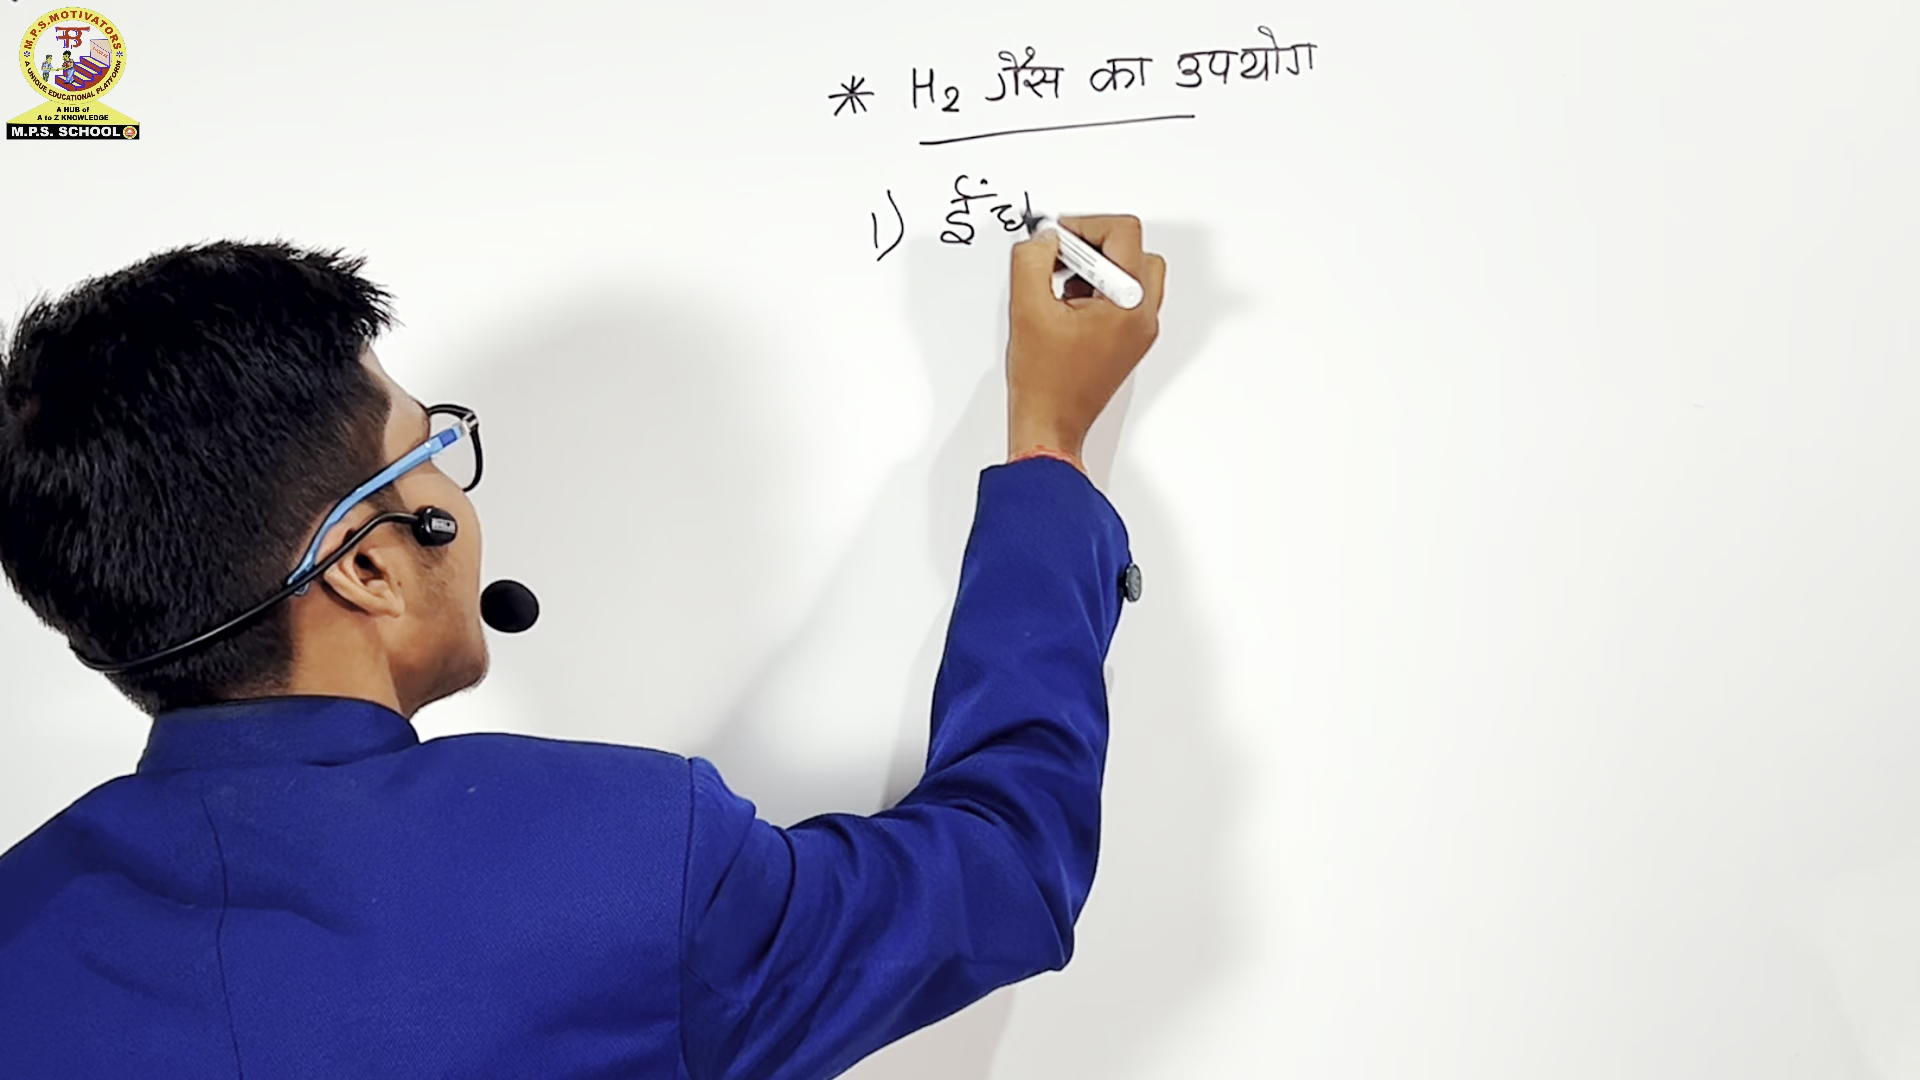 M.P.S.MOTIVATORS
A UNIQUE EDUCATIONAL PLATFORM
A HUB of
A to Z KNOWLEDGE
M.P.S. SCHOOL
* H2 गैस का उपयोग
1) ईंध